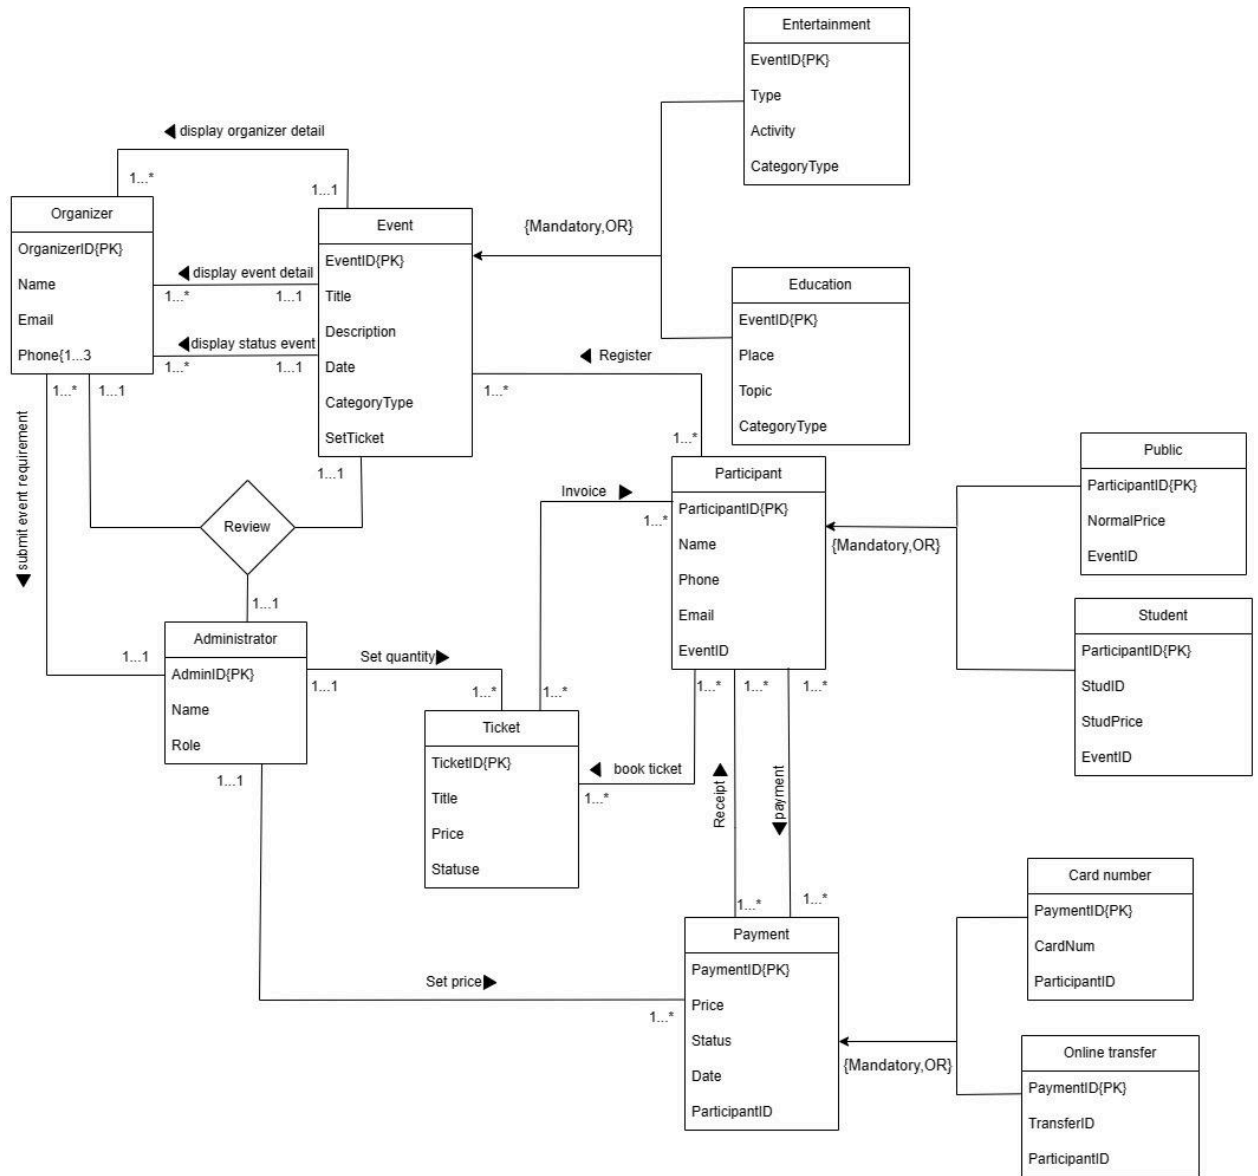 Entertainment
EventID{PK}
Type
Activity
CategoryType
◀ display organizer detail
1...*
1...1
Organizer
OrganizerID{PK}
Name
Email
Phone{1...3
Event
EventID{PK}
Title
Description
Date
CategoryType
SetTicket
{Mandatory,OR}
◀ display event detail
1...*
1...1
◀ display status event
1...*
1...1
Education
EventID{PK}
Place
Topic
CategoryType
◀ Register
1...*
1...*
1...*
1...1
submit event requirement ▶
1...1
Review
1...1
1...1
Participant
ParticipantID{PK}
Name
Phone
Email
EventID
Invoice ▶
1...*
1...*
{Mandatory,OR}
Public
ParticipantID{PK}
NormalPrice
EventID
Student
ParticipantID{PK}
StudID
StudPrice
EventID
Administrator
AdminID{PK}
Name
Role
Set quantity▶
1...1
1...*
1...1
Ticket
TicketID{PK}
Title
Price
Statuse
◀ book ticket
1...*
1...*
1...*
1...*
Receipt ▶
payment ▶
1...*
1...*
Set price▶
1...*
Payment
PaymentID{PK}
Price
Status
Date
ParticipantID
{Mandatory,OR}
Card number
PaymentID{PK}
CardNum
ParticipantID
Online transfer
PaymentID{PK}
TransferID
ParticipantID